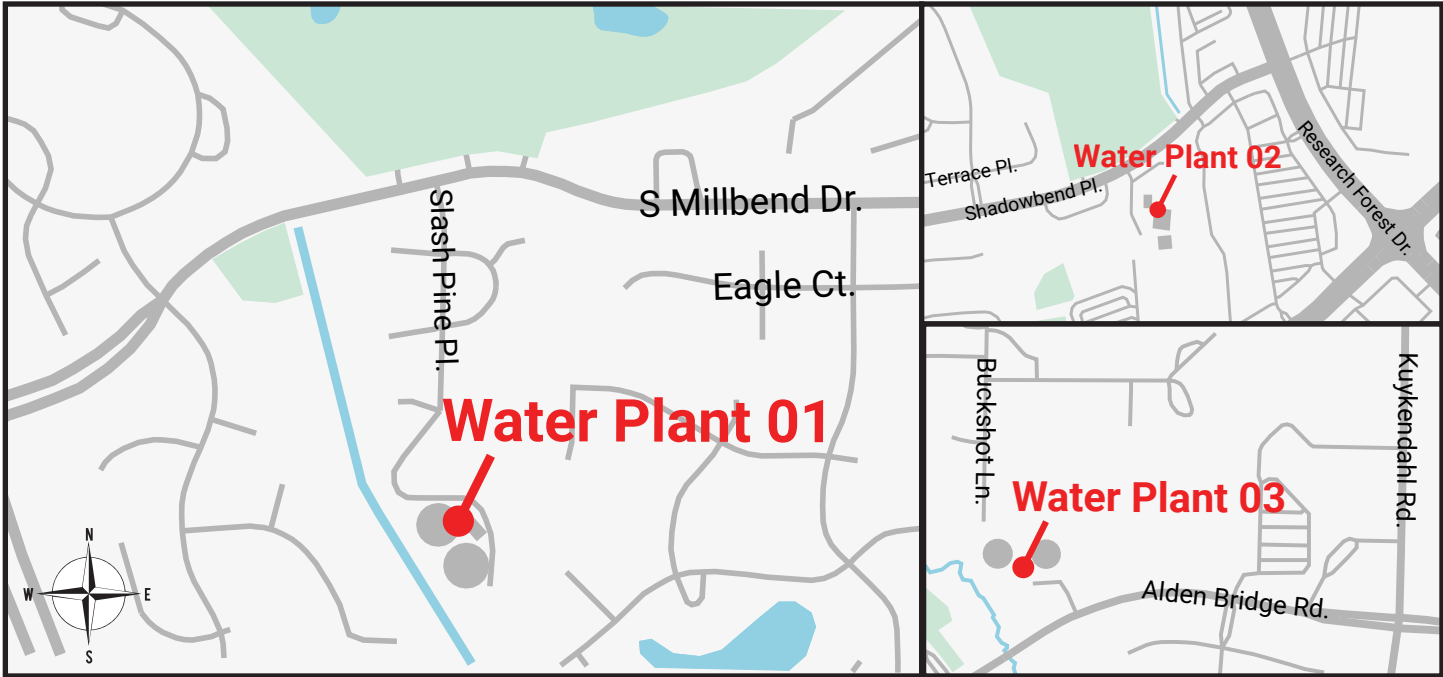 S Millbend Dr.
Slash Pine Pl.
Eagle Ct.
Water Plant 01
N
W E
S
Water Plant 02
Terrace Pl.
Shadowbend Pl.
Research Forest Dr.
Buckshot Ln.
Kuykendahl Rd.
Water Plant 03
Alden Bridge Rd.